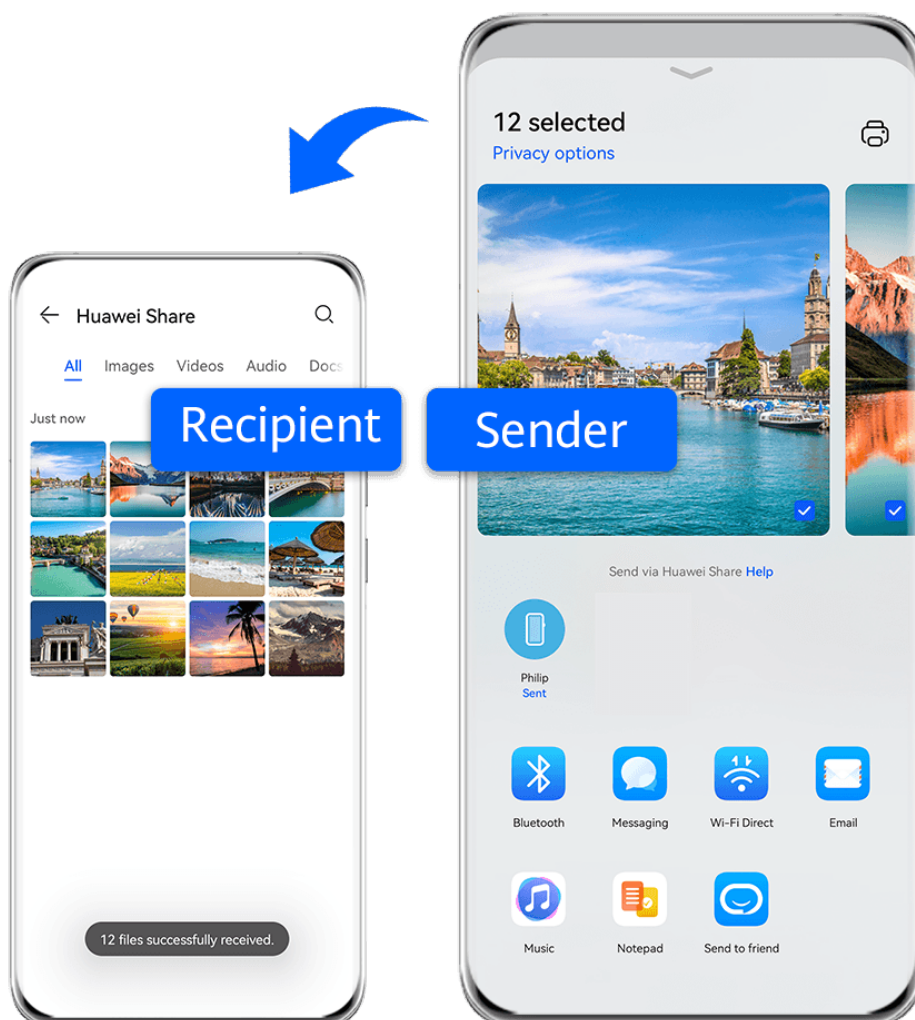 Huawei Share
All Images Videos Audio Docs
Just now
Recipient
12 files successfully received.
12 selected
Privacy options
Sender
Send via Huawei Share Help
Philip
Sent
Bluetooth Messaging Wi-Fi Direct Email
Music Notepad Send to friend